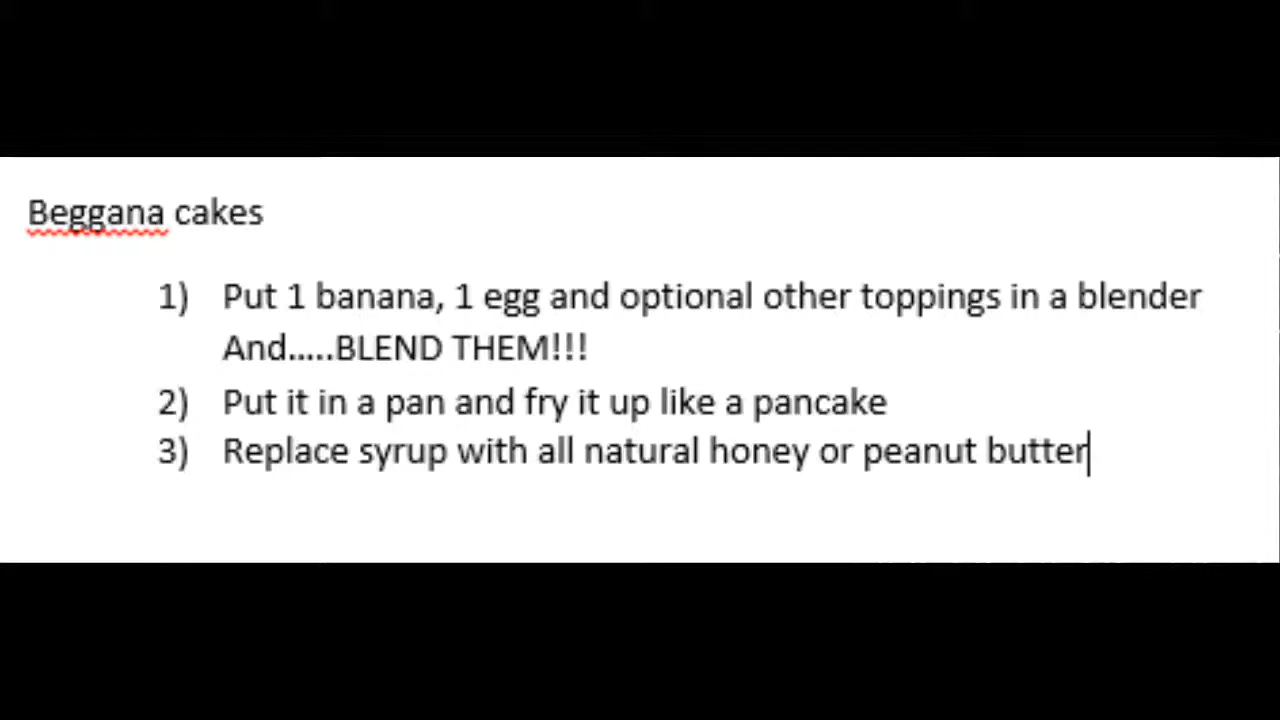 Beggana cakes
1) Put 1 banana, 1 egg and optional other toppings in a blender
And.....BLEND THEM!!!
2) Put it in a pan and fry it up like a pancake
3) Replace syrup with all natural honey or peanut butter